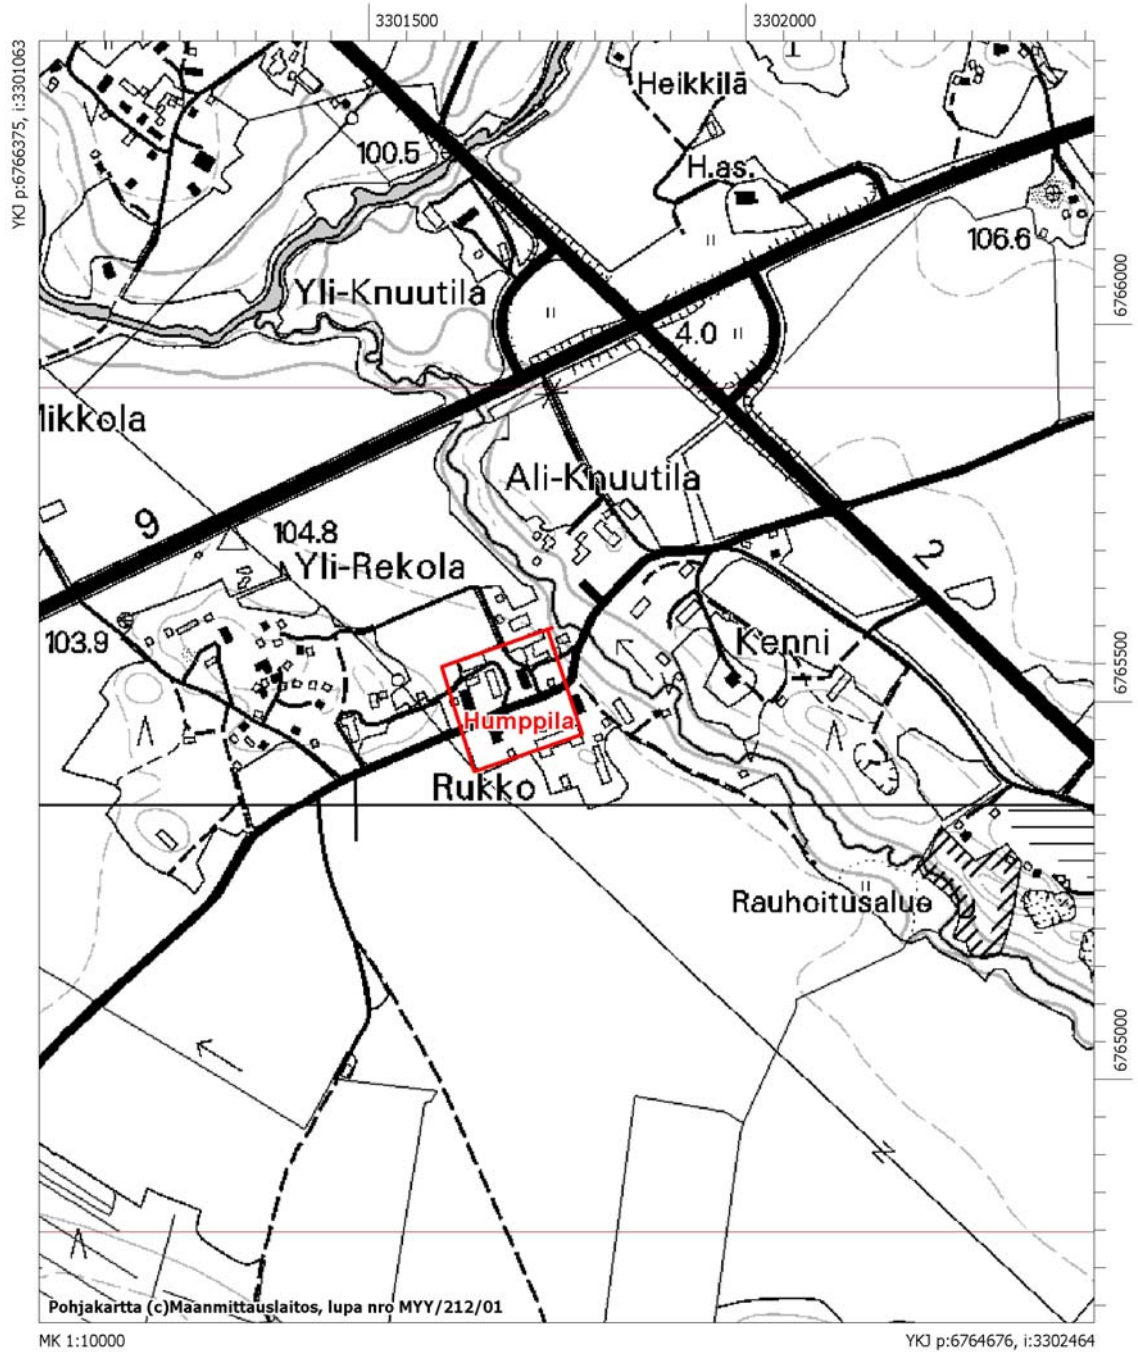 3301500
3302000
YKJ p:6766375, i:3301063
Heikkilä
100.5
H.as.
106.6
6766000
Yli-Knuutila
4.0
Ali-Knuutila
9
104.8
Yli-Rekola
2
103.9
Kenni
6765500
Humppila
Rukko
Rauhoitusalue
6765000
Pohjakartta (c)Maanmittauslaitos, lupa nro MYY/212/01
MK 1:10000
YKJ p:6764676, i:3302464